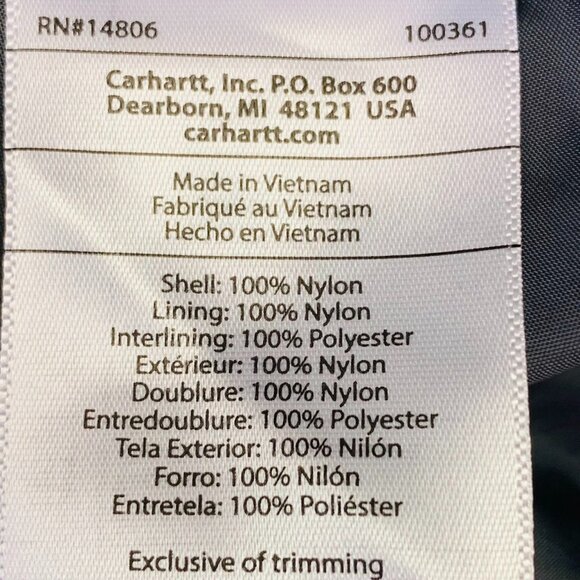 RN#14806 100361
Carhartt, Inc. P.O. Box 600
Dearborn, MI 48121 USA
carhartt.com
Made in Vietnam
Fabriqué au Vietnam
Hecho en Vietnam
Shell: 100% Nylon
Lining: 100% Nylon
Interlining: 100% Polyester
Extérieur: 100% Nylon
Doublure: 100% Nylon
Entredoublure: 100% Polyester
Tela Exterior: 100% Nilón
Forro: 100% Nilón
Entretela: 100% Poliéster
Exclusive of trimming